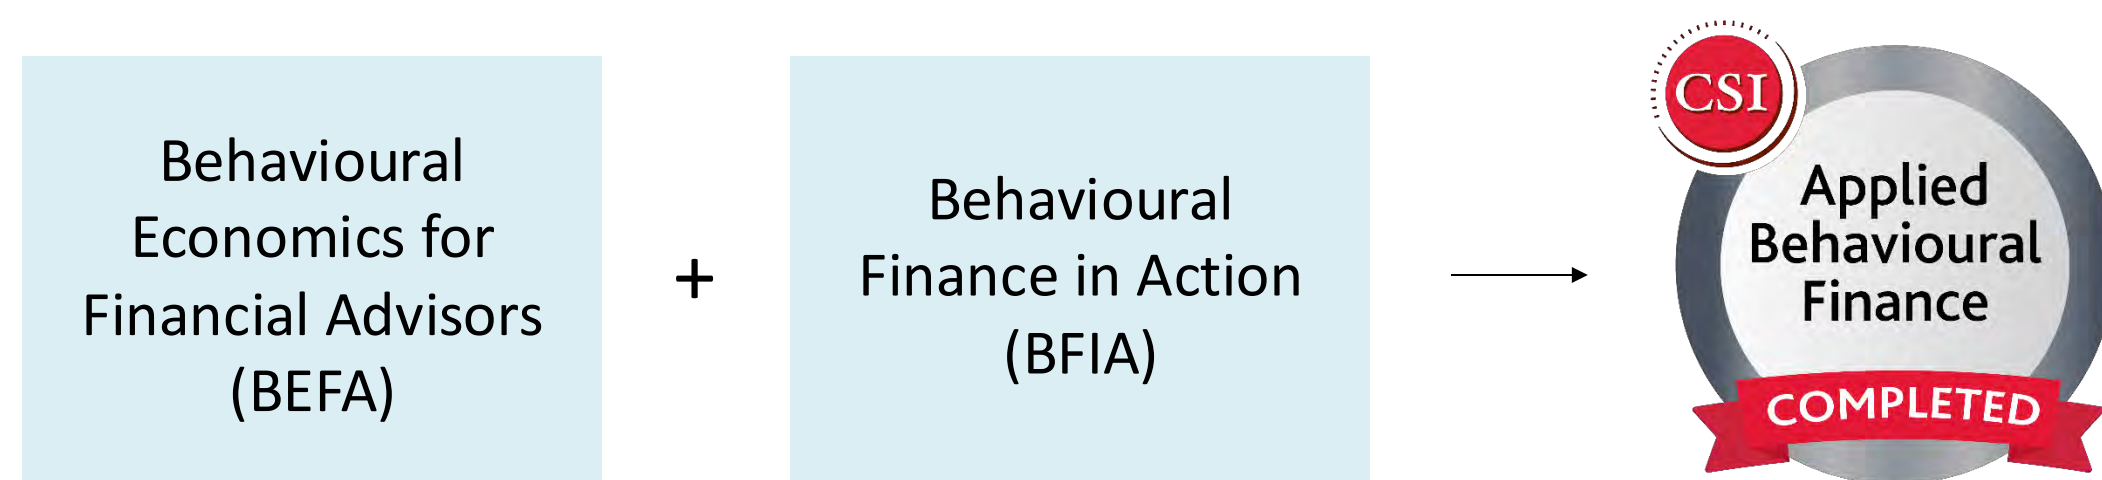 Behavioural
Economics for
Financial Advisors
(BEFA)
+
Behavioural
Finance in Action
(BFIA)
CSI
Applied
Behavioural
Finance
COMPLETED